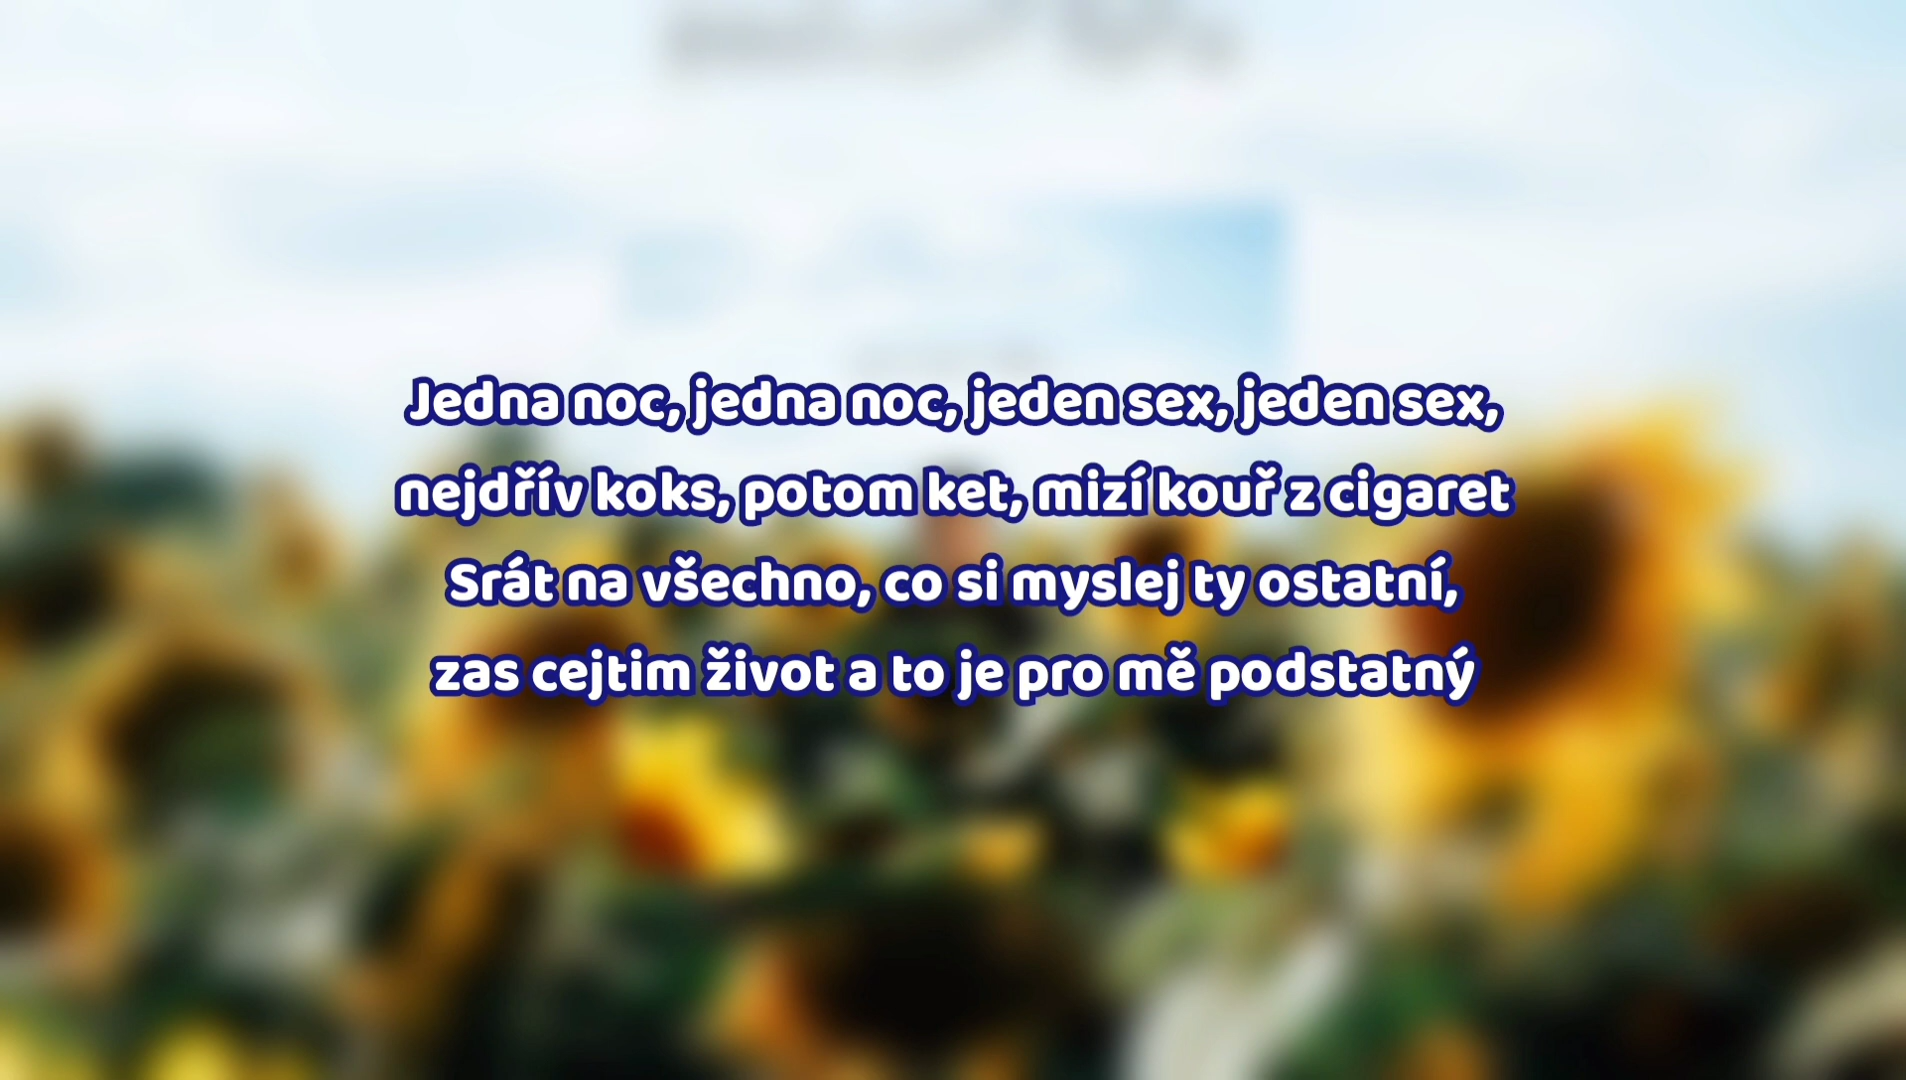 Jedna noc, jedna noc, jeden sex, jeden sex,
nejdřív koks, potom ket, mizí kouř z cigaret
Srát na všechno, co si myslej ty ostatní,
zas cejtim život a to je pro mě podstatný